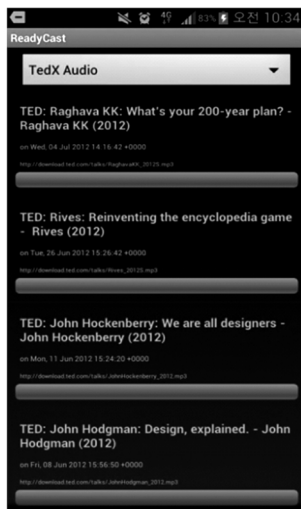 4G 83% 오전 10:34
ReadyCast
TedX Audio
TED: Raghava KK: What's your 200-year plan? -
Raghava KK (2012)
on Wed, 04 Jul 2012 14:16:42 +0000
http://download.ted.com/talks/RaghavaKK_2012S.mp3
TED: Rives: Reinventing the encyclopedia game
- Rives (2012)
on Tue, 26 Jun 2012 15:26:42 +0000
http://download.ted.com/talks/Rives_2012S.mp3
TED: John Hockenberry: We are all designers -
John Hockenberry (2012)
on Mon, 11 Jun 2012 15:24:20 +0000
http://download.ted.com/talks/JohnHockenberry_2012.mp3
TED: John Hodgman: Design, explained. - John
Hodgman (2012)
on Fri, 08 Jun 2012 15:56:50 +0000
http://download.ted.com/talks/JohnHodgman_2012.mp3